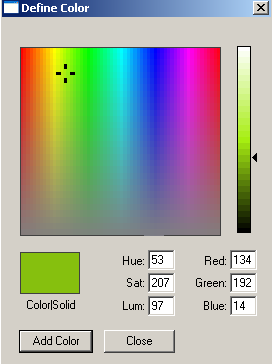 Define Color
Hue: 53 Red: 134
Sat: 207 Green: 192
Color|Solid Lum: 97 Blue: 14
Add Color Close